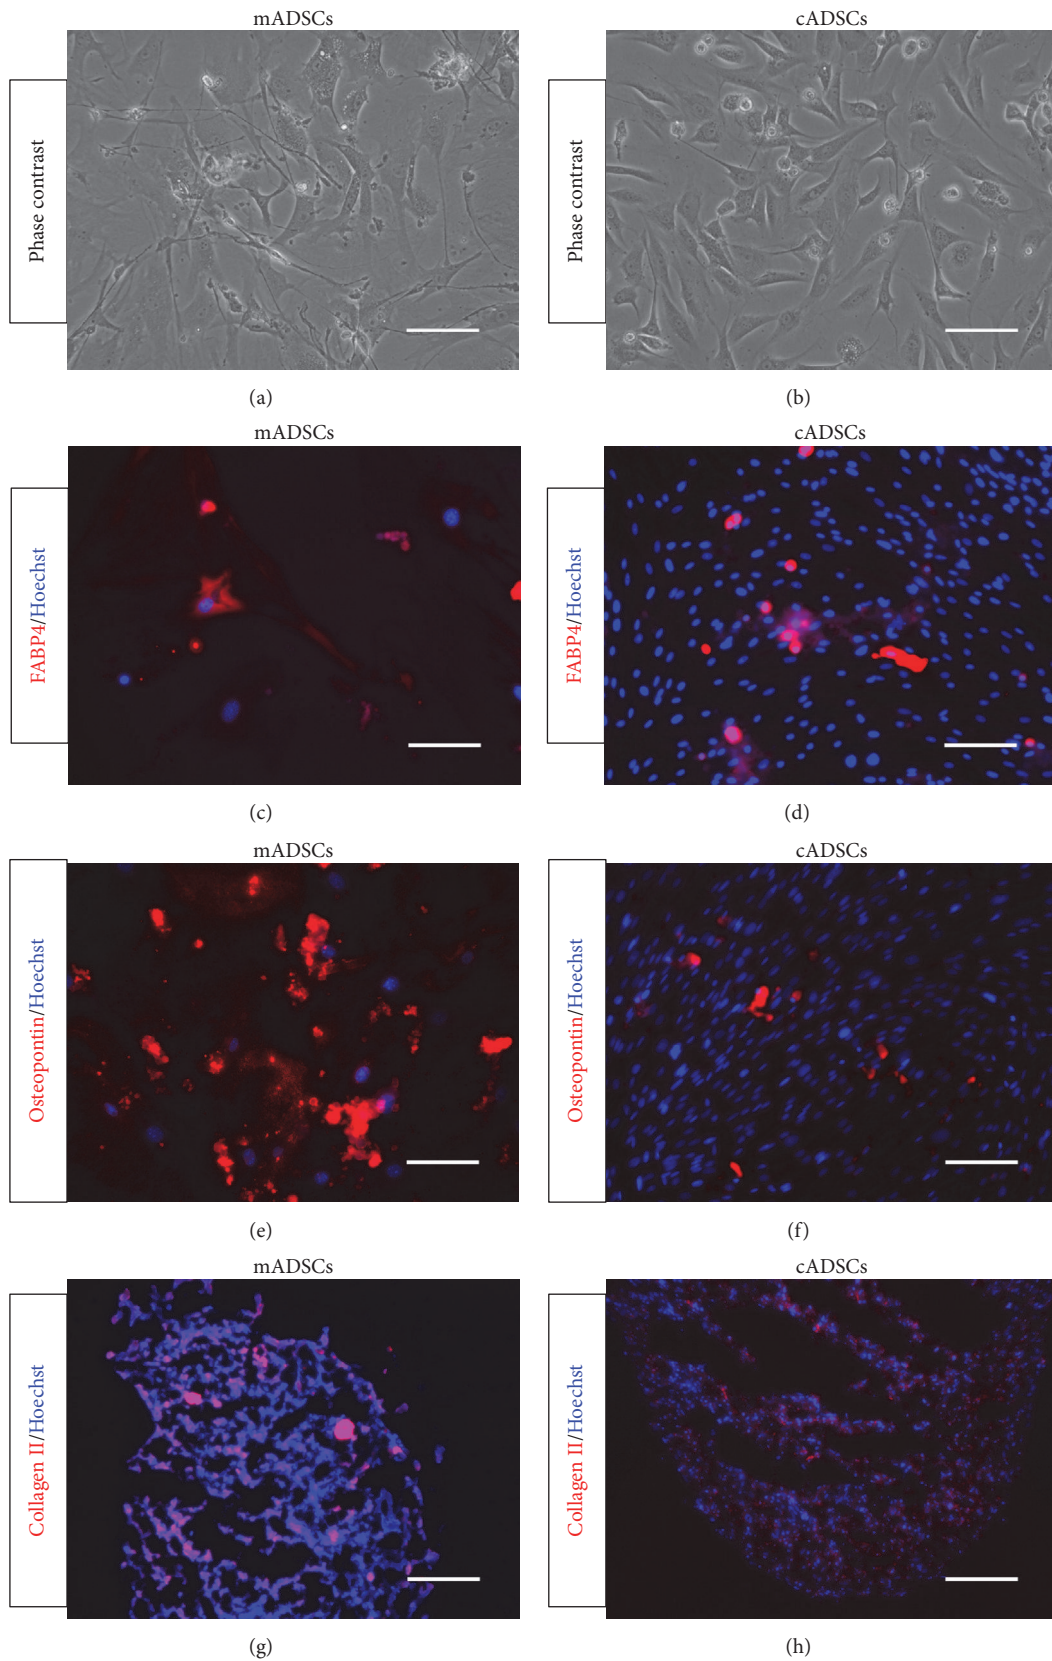 mADSCs
cADSCs
Phase contrast
Phase contrast
(a)
(b)
mADSCs
cADSCs
FABP4/Hoechst
FABP4/Hoechst
(c)
(d)
mADSCs
cADSCs
Osteopontin/Hoechst
Osteopontin/Hoechst
(e)
(f)
mADSCs
cADSCs
Collagen II/Hoechst
Collagen II/Hoechst
(g)
(h)